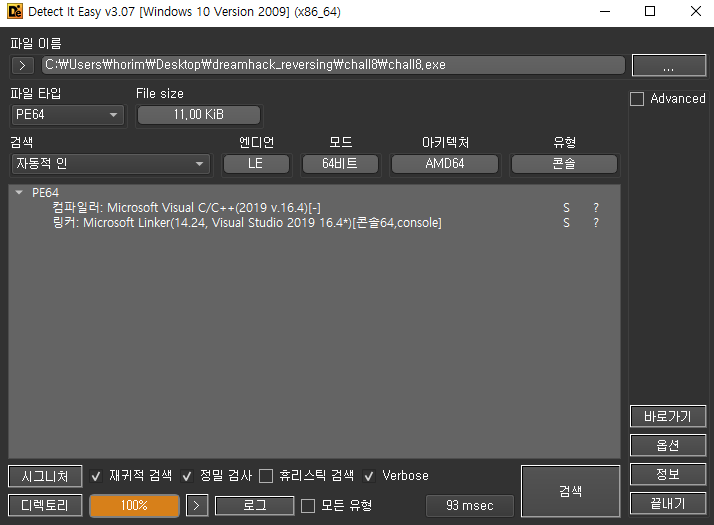 Detect It Easy v3.07 [Windows 10 Version 2009] (x86_64)
파일 이름
> C:₩Users₩horim₩Desktop₩dreamhack_reversing₩chall8₩chall8.exe ...
파일 타입 File size
PE64 11,00 KiB Advanced
검색 엔디언 모드 아키텍처 유형
자동적 인 LE 64비트 AMD64 콘솔
PE64
컴파일러: Microsoft Visual C/C++(2019 v.16.4)[-] S ?
링커: Microsoft Linker(14.24, Visual Studio 2019 16.4*)[콘솔64,console] S ?
바로가기
옵션
시그니처 재귀적 검색 정밀 검사 휴리스틱 검색 Verbose 검색 정보
디렉토리 100% > 로그 모든 유형 93 msec 끝내기